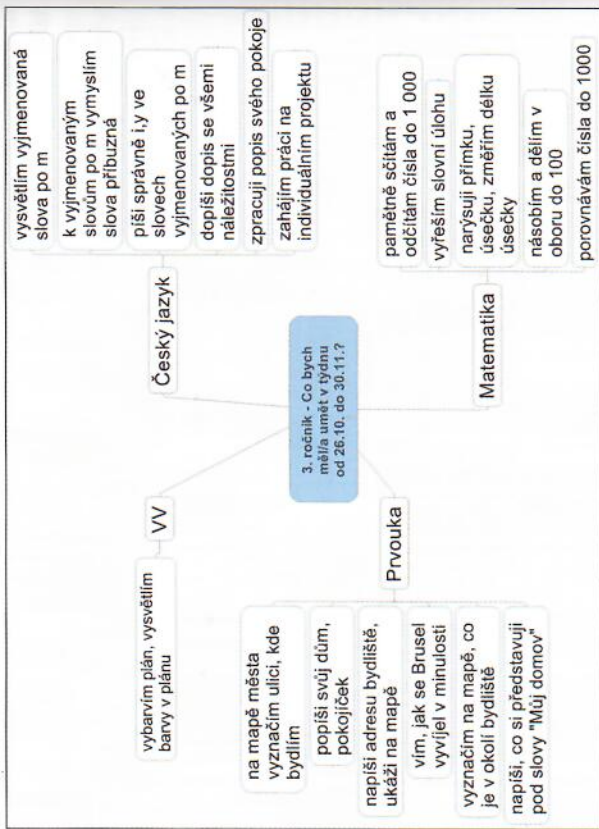 3. ročník - Co bych
měl/a umět v týdnu
od 26.10. do 30.11.?
Český jazyk
vysvětlím vyjmenovaná
slova po m
k vyjmenovaným
slovům po m vymyslím
slova příbuzná
píši správně i,y ve
slovech
vyjmenovaných po m
dopíši dopis se všemi
náležitostmi
zpracuji popis svého pokoje
zahájím práci na
individuálním projektu
Matematika
pamětně sčítám a
odčítám čísla do 1 000
vyřeším slovní úlohu
narýsuji přímku,
úsečku, změřím délku
úsečky
násobím a dělím v
oboru do 100
porovnávám čísla do 1000
VV
vybarvím plán, vysvětlím
barvy v plánu
Prvouka
na mapě města
vyznačím ulici, kde
bydlím
popíši svůj dům,
pokojíček
napíši adresu bydliště,
ukáži na mapě
vím, jak se Brusel
vyvíjel v minulosti
vyznačím na mapě, co
je v okolí bydliště
napíši, co si představuji
pod slovy "Můj domov"